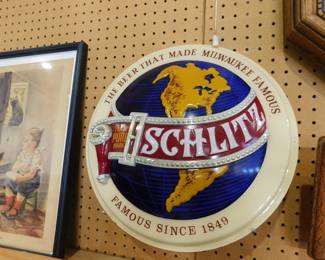 THE BEER THAT MADE MILWAUKEE FAMOUS
SCHLITZ
FAMOUS SINCE 1849